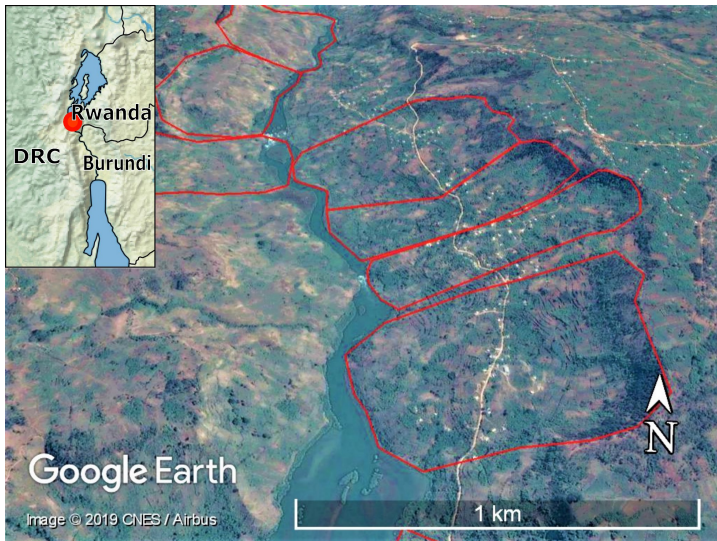 Rwanda
DRC
Burundi
N
Google Earth
1 km
Image © 2019 CNES / Airbus